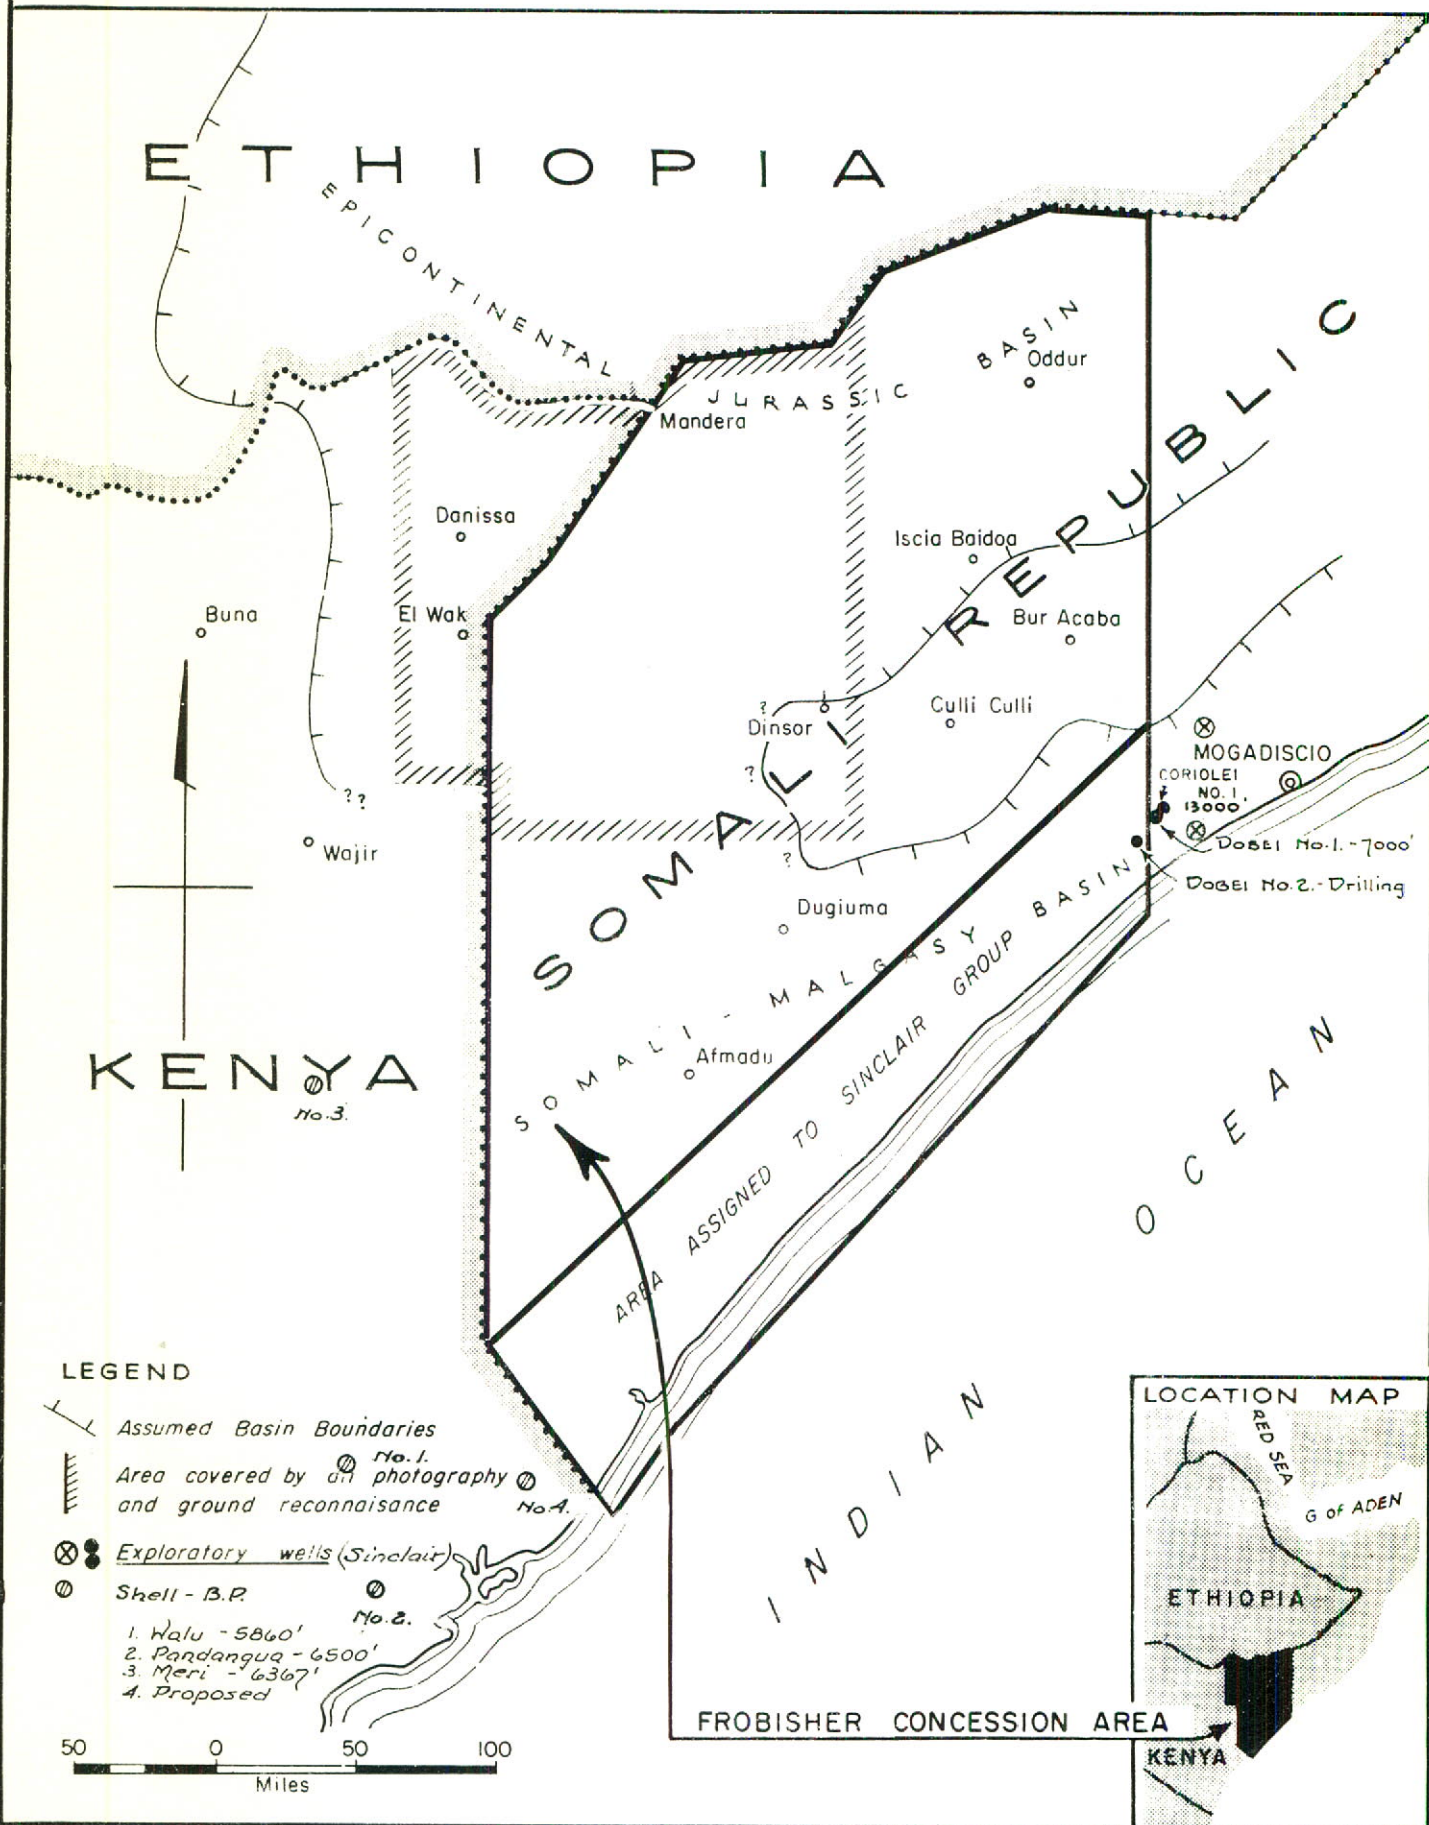 ETHIOPIA
EPICONTINENTAL
JURASSIC
BASIN
Oddur
Mandera
SOMALI REPUBLIC
Danissa
Iscia Baidoa
Buna
El Wak
Bur Acaba
?
Dinsor
Culli Culli
?
MOGADISCIO
CORIOLEI
NO. 1
13000'
??
Wajir
?
DOBEI No.1.-7000'
DOBEI No.2.-Drilling
Dugiuma
SOMALI - MALGASY BASIN
AREA ASSIGNED TO SINCLAIR GROUP
Afmadu
KENYA
No.3.
INDIAN OCEAN
LEGEND
Assumed Basin Boundaries
No.1.
Area covered by air photography
and ground reconnaisance
No.4.
Exploratory wells (Sinclair)
Shell - B.P.
No.2.
1. Walu - 5860'
2. Pandangua - 6500'
3. Meri - 6367'
4. Proposed
50 0 50 100
Miles
FROBISHER CONCESSION AREA
LOCATION MAP
RED SEA
G of ADEN
ETHIOPIA
KENYA